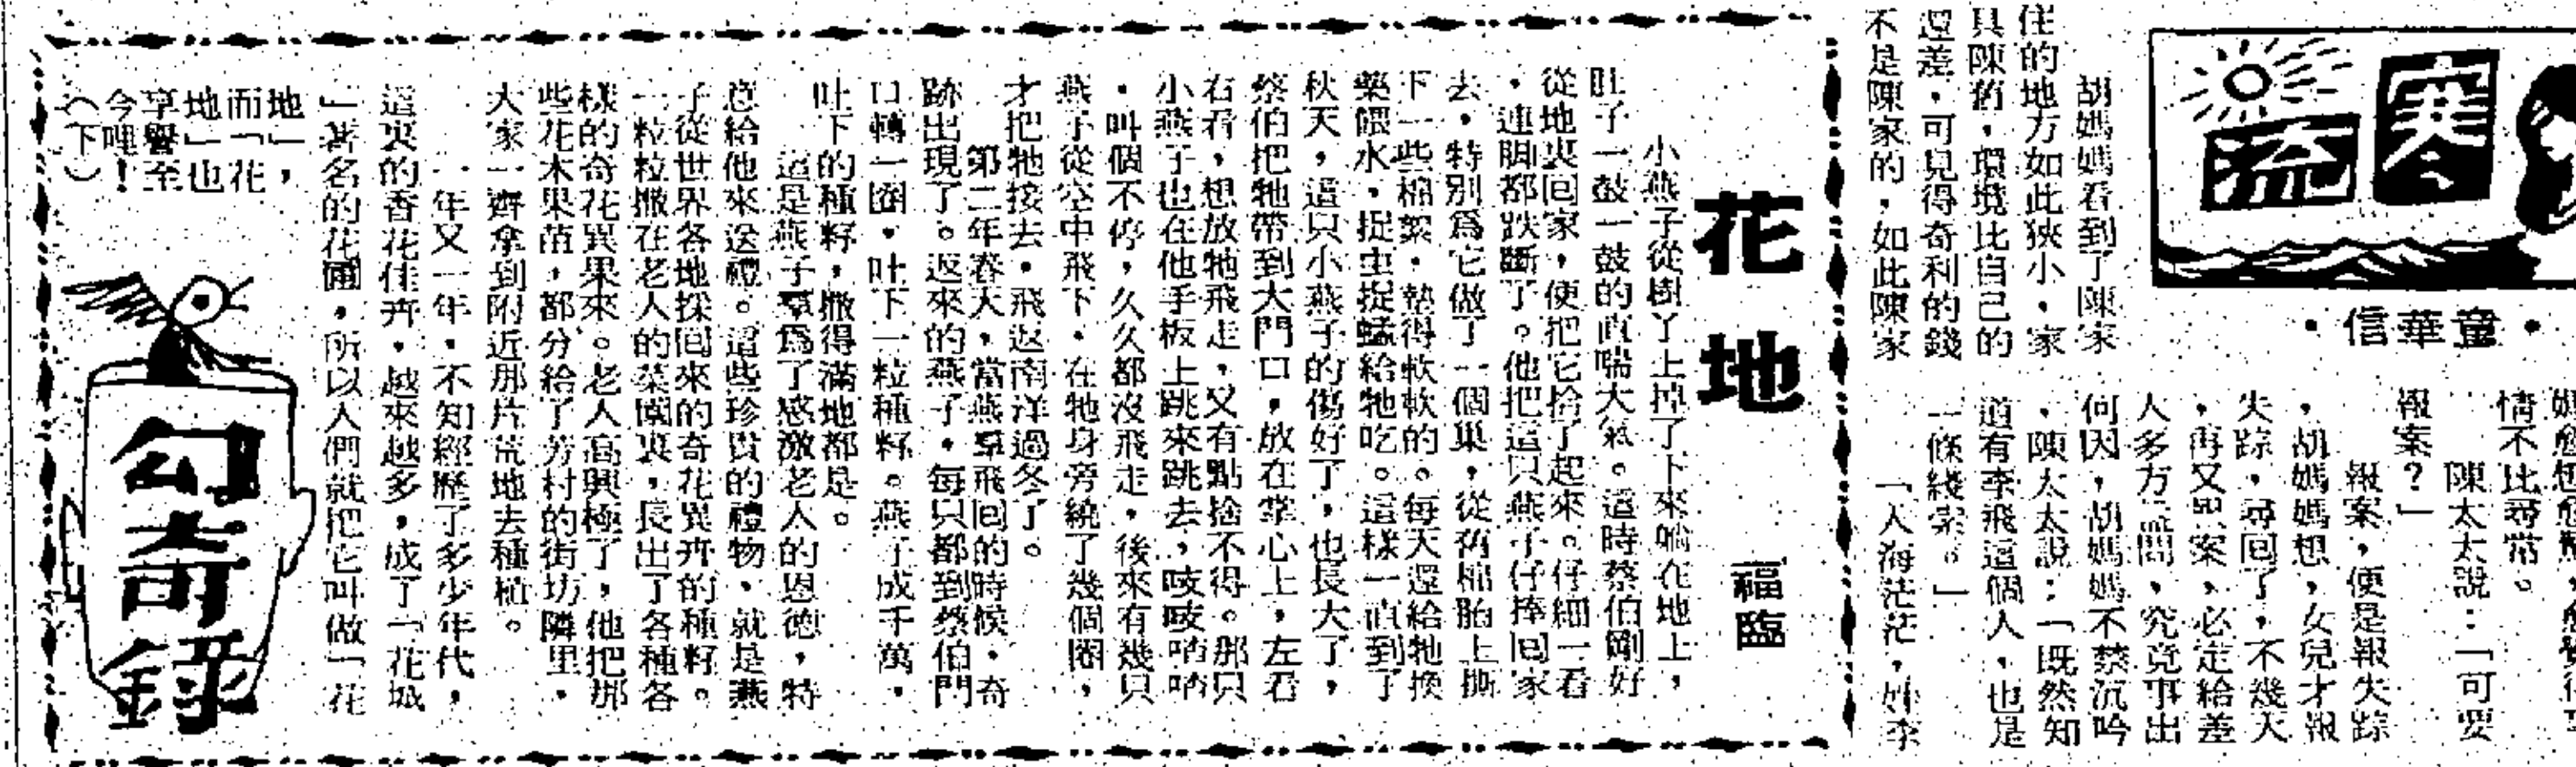 花地
福臨
小燕子從樹丫上掉了下來躺在地上，
肚子一鼓一鼓的直喘大氣。這時蔡伯剛好
從地裏回家，便把它拾了起來。仔細一看
，連脚都跌斷了。他把這只燕子仔捧回家
去，特別爲它做了一個巢，從舊棉胎上撕
下一些棉絮，墊得軟軟的。每天還給牠換
藥餵水，捉虫捉蜢給牠吃。這樣一直到了
秋天，這只小燕子的傷好了，也長大了，
蔡伯把牠帶到大門口，放在掌心上，左看
右看，想放牠飛走，又有點捨不得。那只
小燕子也在他手板上跳來跳去，吱吱啃啃
，叫個不停，久久都沒飛走，後來有幾只
燕子從空中飛下，在牠身旁繞了幾個圈，
才把牠接去，飛返南洋過冬了。
第二年春天，當燕羣飛回的時候，奇
跡出現了。返來的燕子，每只都到蔡伯門
口轉一圈，吐下一粒種籽。燕子成千萬，
吐下的種籽，撒得滿地都是。
這是燕子羣爲了感激老人的恩德，特
意給他來送禮。這些珍貴的禮物，就是燕
子從世界各地採回來的奇花異卉的種籽。
一粒粒撒在老人的菜園裏，長出了各種各
樣的奇花異果來。老人高興極了，他把那
些花木果苗，都分給了芳村的街坊隣里，
大家一齊拿到附近那片荒地去種植。
一年又一年，不知經歷了多少年代，
這裏的香花佳卉，越來越多，成了「花城
」著名的花圃，所以人們就把它叫做「花
地」，
而「花
地」也
享譽至
今哩！
（下）
勾奇錄
寒流
·童華信·
胡媽媽看到了陳家
住的地方如此狹小，家
具陳舊，環境比自己的
還差，可見得奇利的錢
不是陳家的，如此陳家
情不比尋常。
陳太太說：「可要
報案？」
報案，便是報失踪
，胡媽媽想，女兒才報
失踪，尋回了，不幾天
，再又報案，必定給差
人多方盤問，究竟事出
何因，胡媽媽不禁沉吟
，陳太太說：「既然知
道有李飛這個人，也是
一條綫索。」
「人海茫茫，姓李